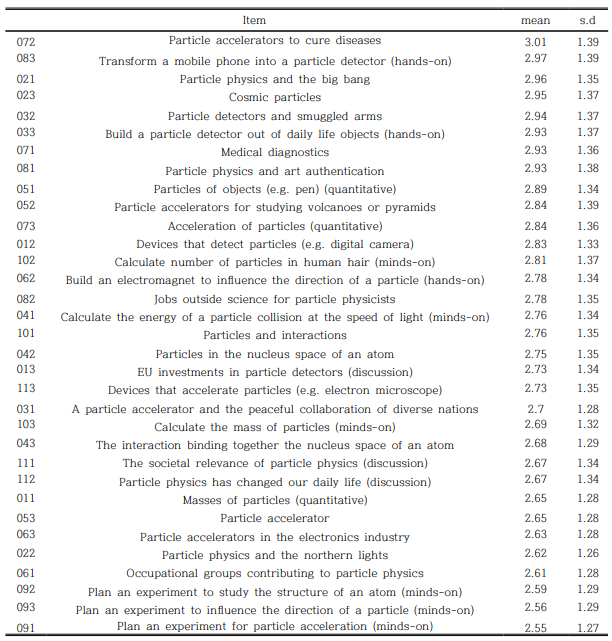 Item mean s.d
072 Particle accelerators to cure diseases 3.01 1.39
083 Transform a mobile phone into a particle detector (hands-on) 2.97 1.39
021 Particle physics and the big bang 2.96 1.35
023 Cosmic particles 2.95 1.37
032 Particle detectors and smuggled arms 2.94 1.37
033 Build a particle detector out of daily life objects (hands-on) 2.93 1.37
071 Medical diagnostics 2.93 1.36
081 Particle physics and art authentication 2.93 1.38
051 Particles of objects (e.g. pen) (quantitative) 2.89 1.34
052 Particle accelerators for studying volcanoes or pyramids 2.84 1.39
073 Acceleration of particles (quantitative) 2.84 1.36
012 Devices that detect particles (e.g. digital camera) 2.83 1.33
102 Calculate number of particles in human hair (minds-on) 2.81 1.37
062 Build an electromagnet to influence the direction of a particle (hands-on) 2.78 1.34
082 Jobs outside science for particle physicists 2.78 1.35
041 Calculate the energy of a particle collision at the speed of light (minds-on) 2.76 1.34
101 Particles and interactions 2.76 1.35
042 Particles in the nucleus space of an atom 2.75 1.35
013 EU investments in particle detectors (discussion) 2.73 1.34
113 Devices that accelerate particles (e.g. electron microscope) 2.73 1.35
031 A particle accelerator and the peaceful collaboration of diverse nations 2.7 1.28
103 Calculate the mass of particles (minds-on) 2.69 1.32
043 The interaction binding together the nucleus space of an atom 2.68 1.29
111 The societal relevance of particle physics (discussion) 2.67 1.34
112 Particle physics has changed our daily life (discussion) 2.67 1.34
011 Masses of particles (quantitative) 2.65 1.28
053 Particle accelerator 2.65 1.28
063 Particle accelerators in the electronics industry 2.63 1.28
022 Particle physics and the northern lights 2.62 1.26
061 Occupational groups contributing to particle physics 2.61 1.28
092 Plan an experiment to study the structure of an atom (minds-on) 2.59 1.29
093 Plan an experiment to influence the direction of a particle (minds-on) 2.56 1.29
091 Plan an experiment for particle acceleration (minds-on) 2.55 1.27